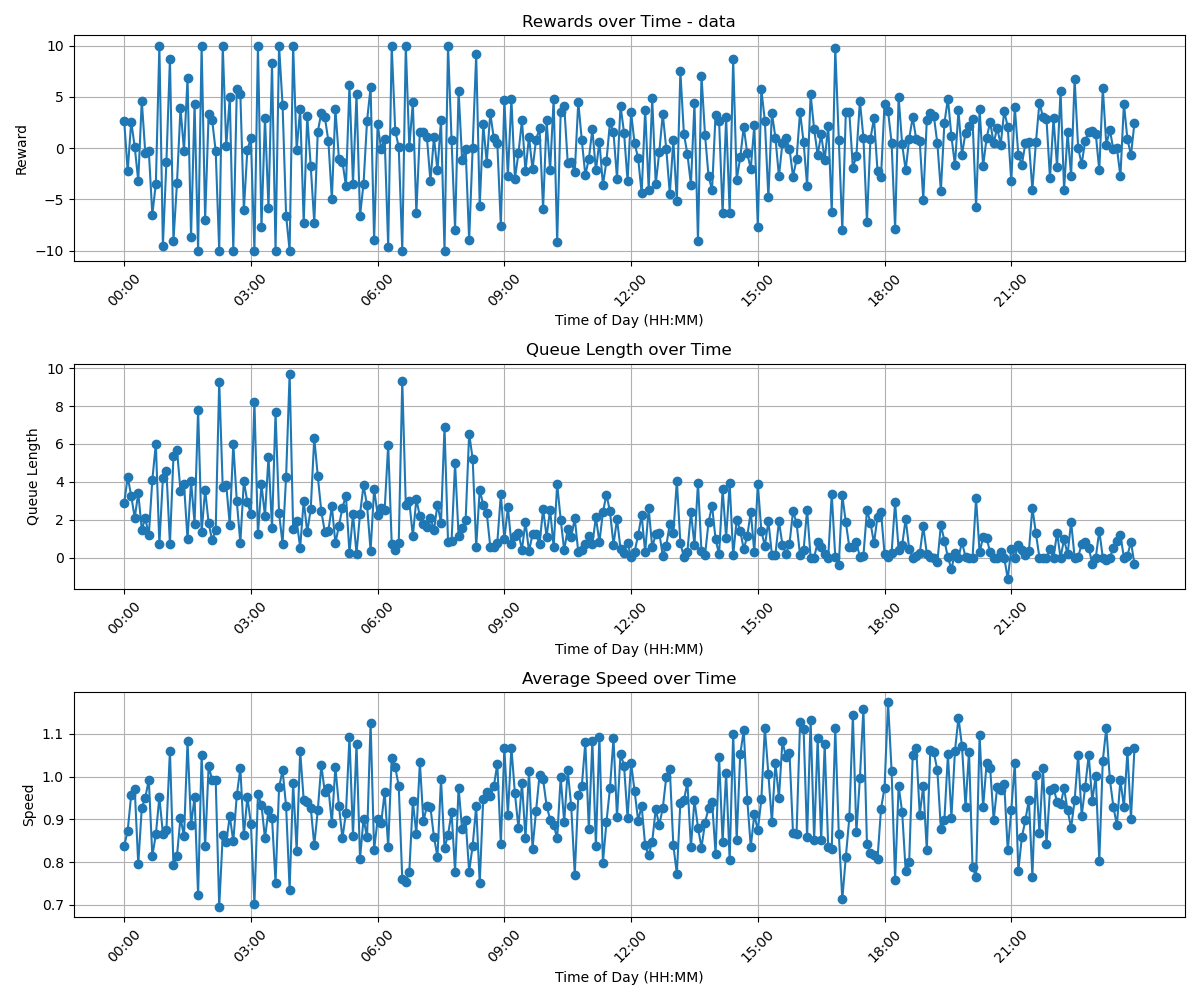 Rewards over Time - data
Reward
10
5
0
−5
−10
00:00 03:00 06:00 09:00 12:00 15:00 18:00 21:00
Time of Day (HH:MM)
Queue Length over Time
Queue Length
10
8
6
4
2
0
00:00 03:00 06:00 09:00 12:00 15:00 18:00 21:00
Time of Day (HH:MM)
Average Speed over Time
Speed
1.1
1.0
0.9
0.8
0.7
00:00 03:00 06:00 09:00 12:00 15:00 18:00 21:00
Time of Day (HH:MM)